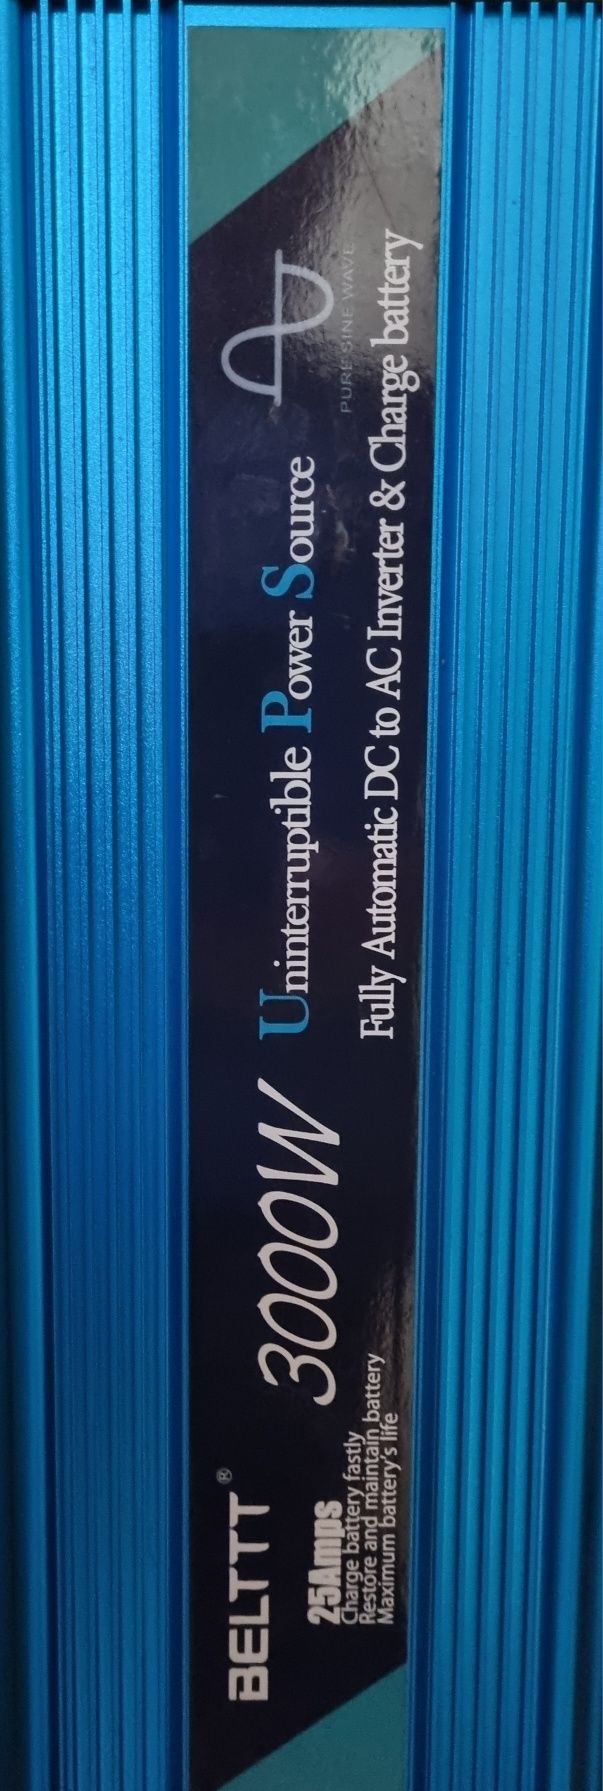 BELTTT®
25Amps
Charge battery fastly
Restore and maintain battery
Maximum battery's life
3000W
Uninterruptible Power Source
Fully Automatic DC to AC Inverter & Charge battery
PURE SINE WAVE